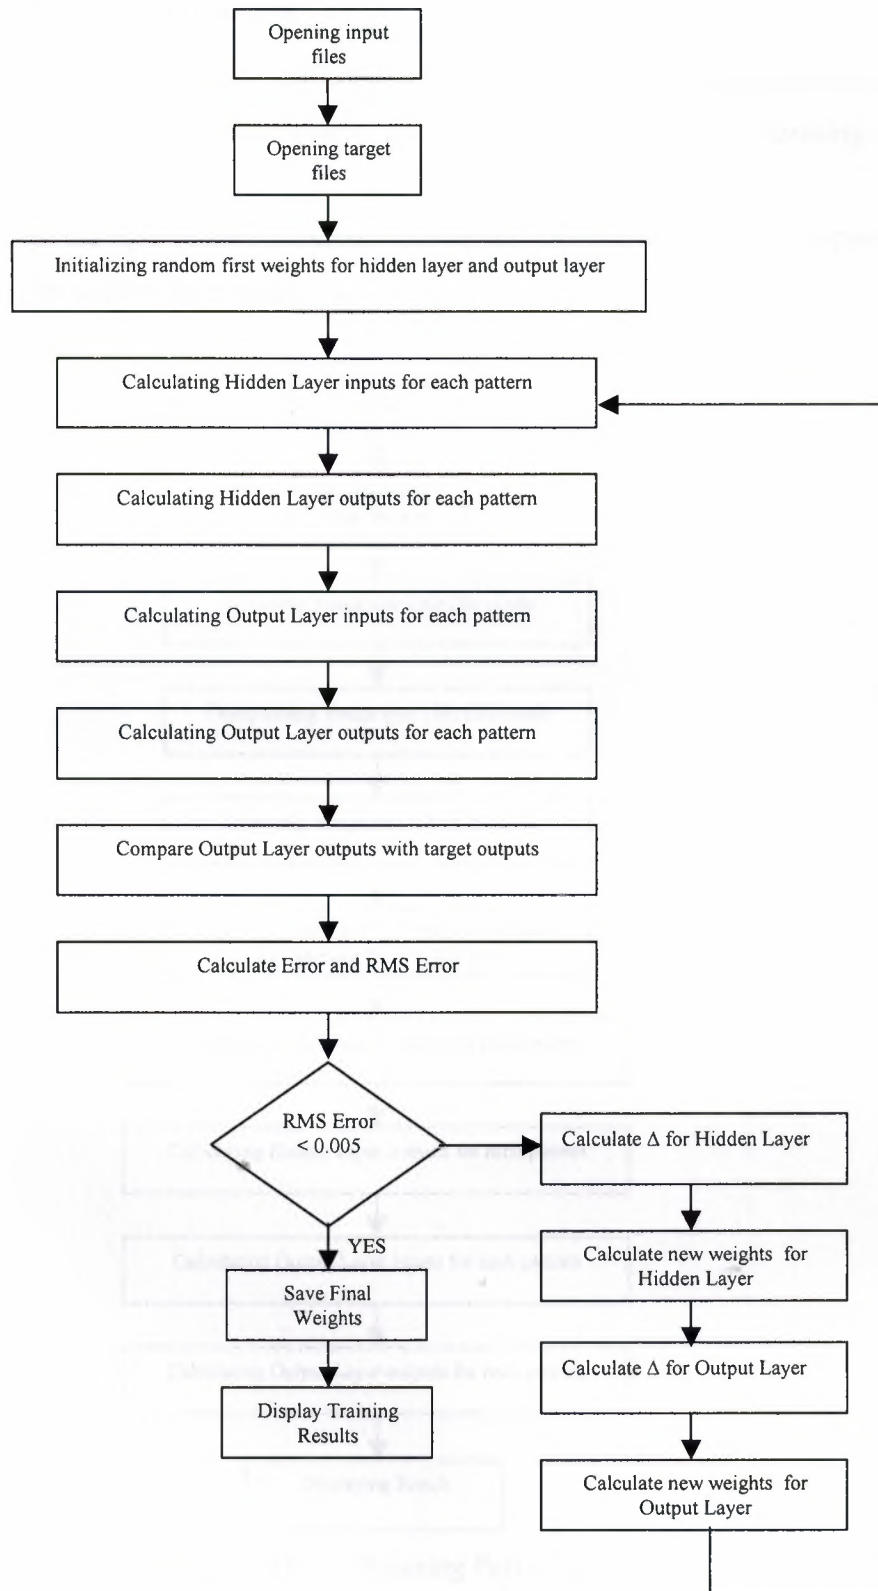 Opening input
files
Opening target
files
Initializing random first weights for hidden layer and output layer
Calculating Hidden Layer inputs for each pattern
Calculating Hidden Layer outputs for each pattern
Calculating Output Layer inputs for each pattern
Calculating Output Layer outputs for each pattern
Compare Output Layer outputs with target outputs
Calculate Error and RMS Error
RMS Error
< 0.005
YES
Save Final
Weights
Display Training
Results
Calculate Δ for Hidden Layer
Calculate new weights for
Hidden Layer
Calculate Δ for Output Layer
Calculate new weights for
Output Layer